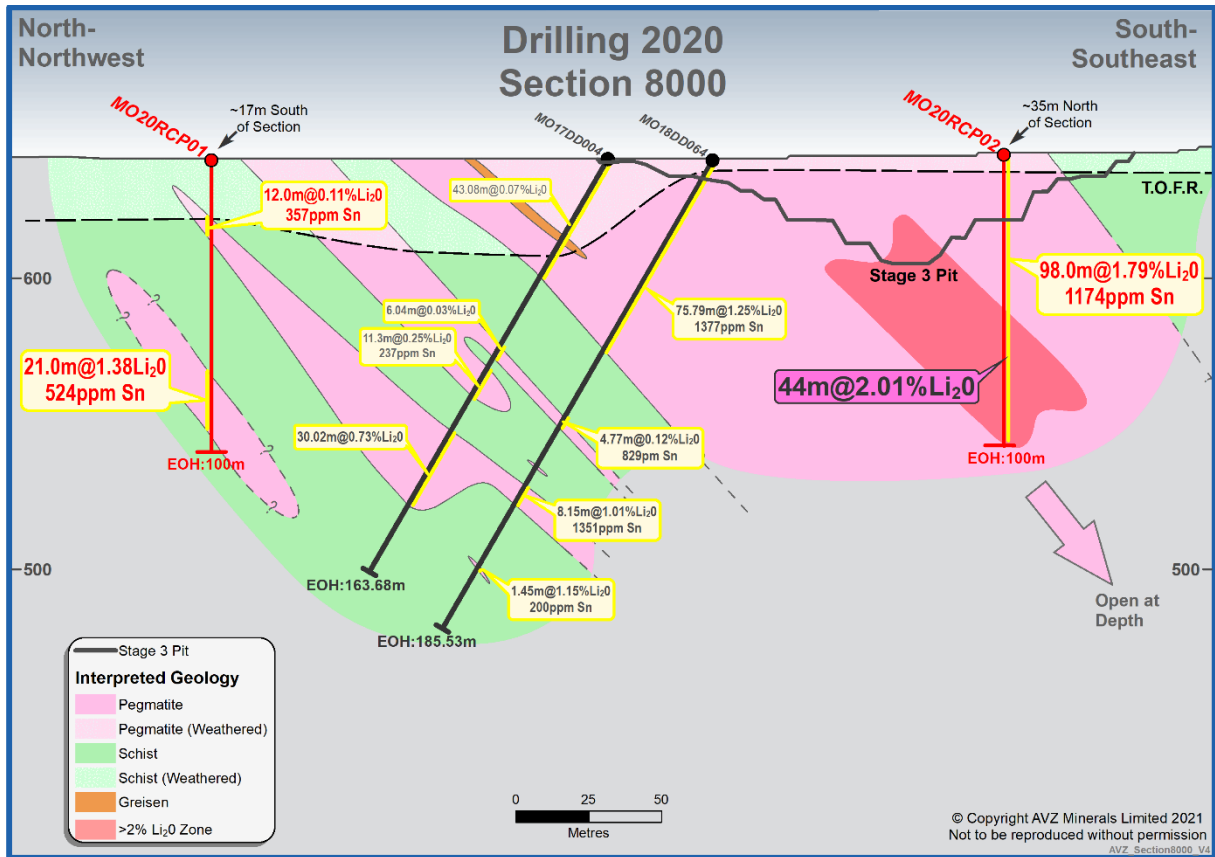 North-
Northwest
Drilling 2020
Section 8000
South-
Southeast
MO20RCP01
~17m South
of Section
MO17DD004
MO18DD064
MO20RCP02
~35m North
of Section
12.0m@0.11%Li20
357ppm Sn
43.08m@0.07%Li20
T.O.F.R.
600
Stage 3 Pit
98.0m@1.79%Li20
1174ppm Sn
6.04m@0.03%Li20
75.79m@1.25%Li20
1377ppm Sn
11.3m@0.25%Li20
237ppm Sn
?
?
21.0m@1.38Li20
524ppm Sn
44m@2.01%Li20
30.02m@0.73%Li20
4.77m@0.12%Li20
829pm Sn
EOH:100m
EOH:100m
?
?
8.15m@1.01%Li20
1351ppm Sn
500
500
EOH:163.68m
1.45m@1.15%Li20
200ppm Sn
Open at
Depth
EOH:185.53m
Stage 3 Pit
Interpreted Geology
Pegmatite
Pegmatite (Weathered)
Schist
Schist (Weathered)
Greisen
>2% Li20 Zone
0 25 50
Metres
© Copyright AVZ Minerals Limited 2021
Not to be reproduced without permission
AVZ_Section8000_V4